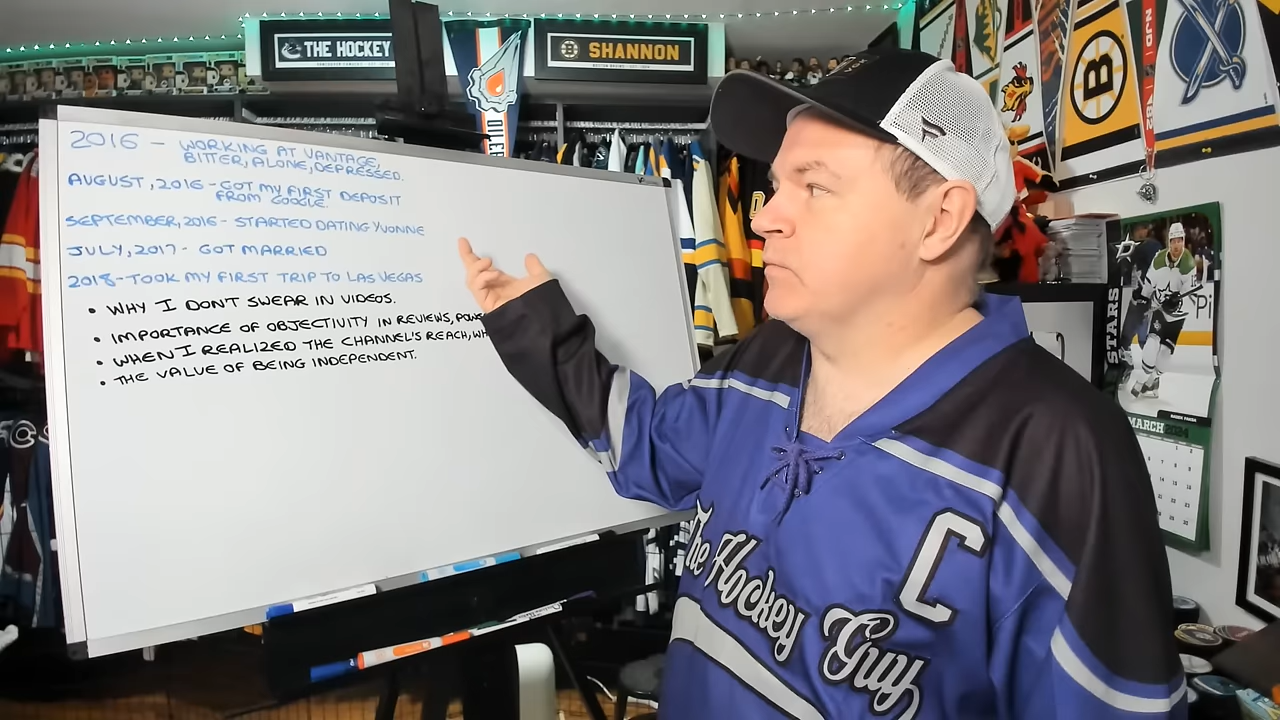 THE HOCKEY
SHANNON
OILERS
2016 - WORKING AT VANTAGE,
BITTER, ALONE, DEPRESSED.
AUGUST, 2016 - GOT MY FIRST DEPOSIT
FROM GOOGLE.
SEPTEMBER, 2016 - STARTED DATING YVONNE
JULY, 2017 - GOT MARRIED
2018 - TOOK MY FIRST TRIP TO LAS VEGAS
• WHY I DON'T SWEAR IN VIDEOS.
• IMPORTANCE OF OBJECTIVITY IN REVIEWS,
• WHEN I REALIZED THE CHANNEL'S REACH,
• THE VALUE OF BEING INDEPENDENT.
B
STARS
Pi
MARCH 2024
C
The Hockey
Guy